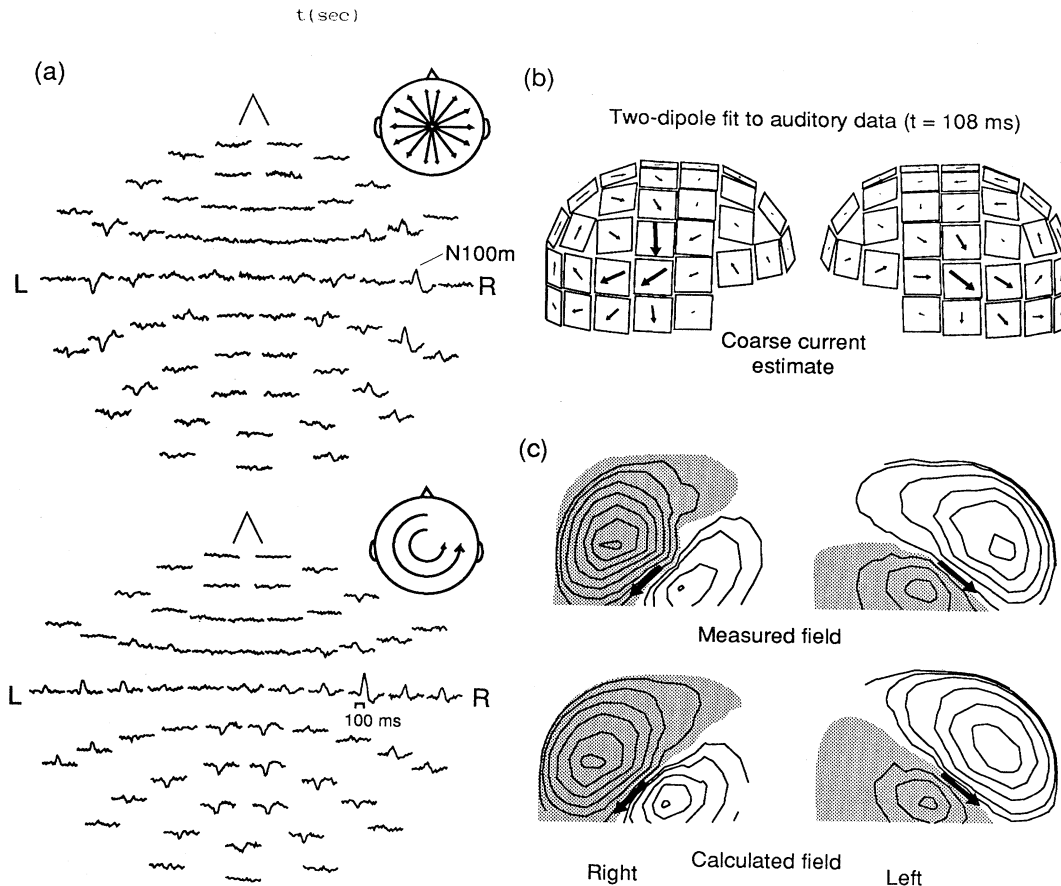 t(sec)
(a)
N100m
L
R
L
R
100 ms
(b)
Two-dipole fit to auditory data (t = 108 ms)
Coarse current
estimate
(c)
Measured field
Calculated field
Right
Left